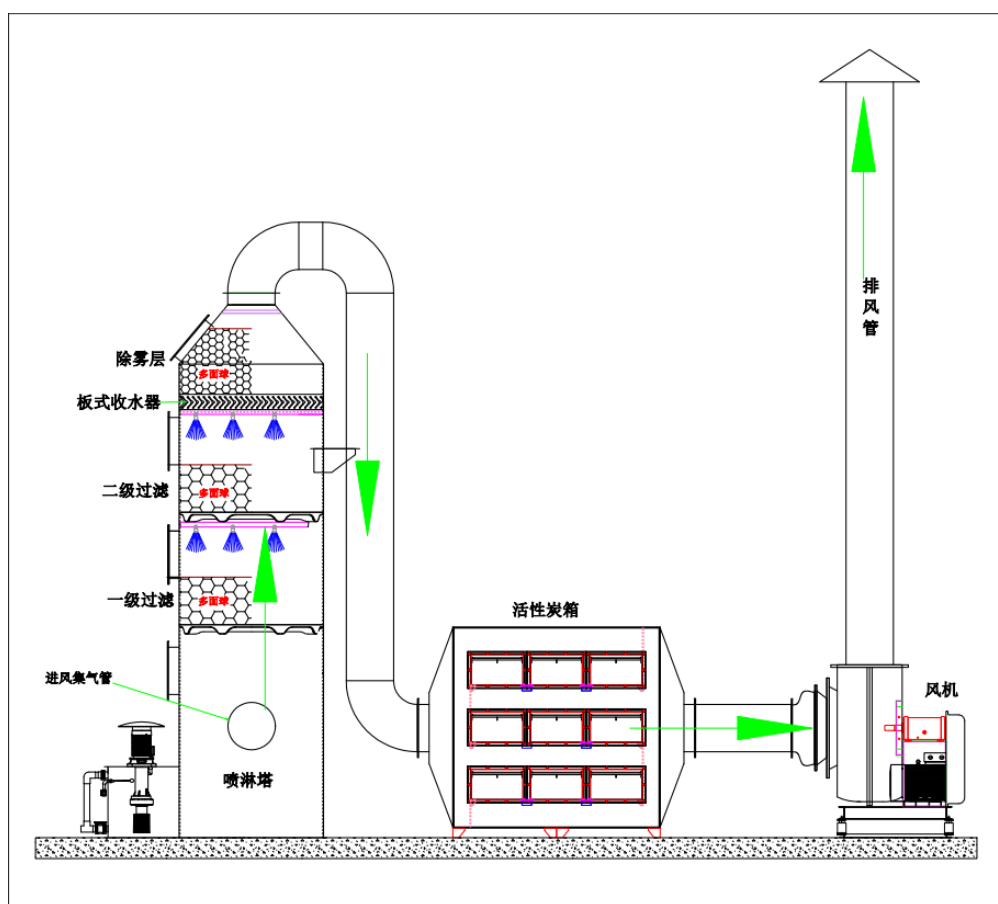 除雾层
多面球
板式收水器
二级过滤
多面球
一级过滤
多面球
进风集气管
喷淋塔
活性炭箱
排风管
风机